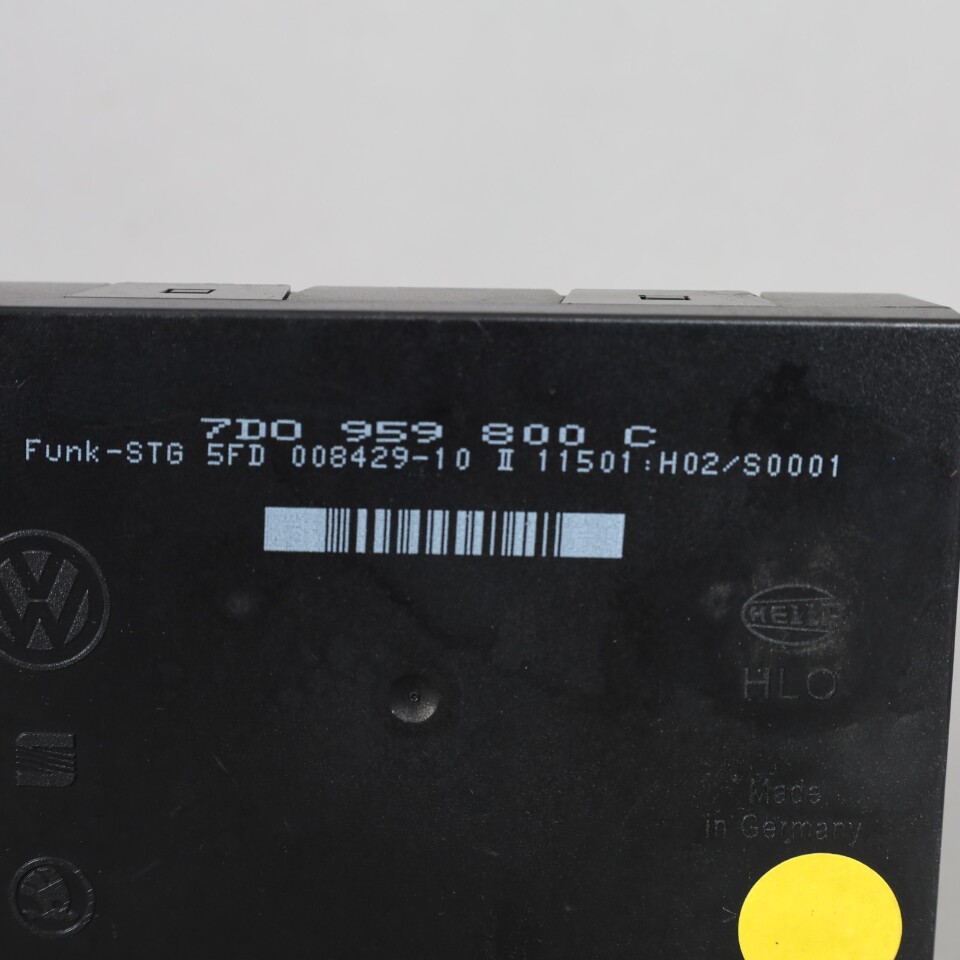 7D0 959 800 C
Funk-STG 5FD 008429-10 II 11501:H02/S0001
HELLA
HLO
Made
in Germany